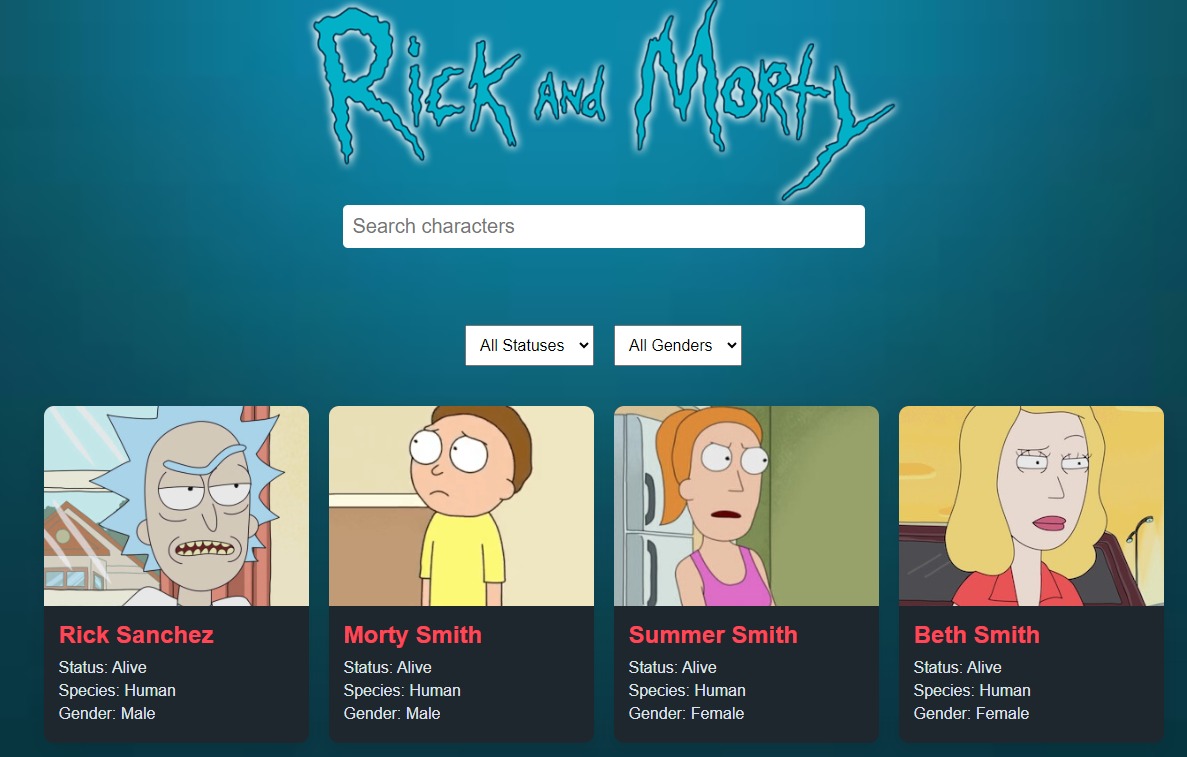 Rick and Morty
Search characters
All Statuses
All Genders
Rick Sanchez
Status: Alive
Species: Human
Gender: Male
Morty Smith
Status: Alive
Species: Human
Gender: Male
Summer Smith
Status: Alive
Species: Human
Gender: Female
Beth Smith
Status: Alive
Species: Human
Gender: Female